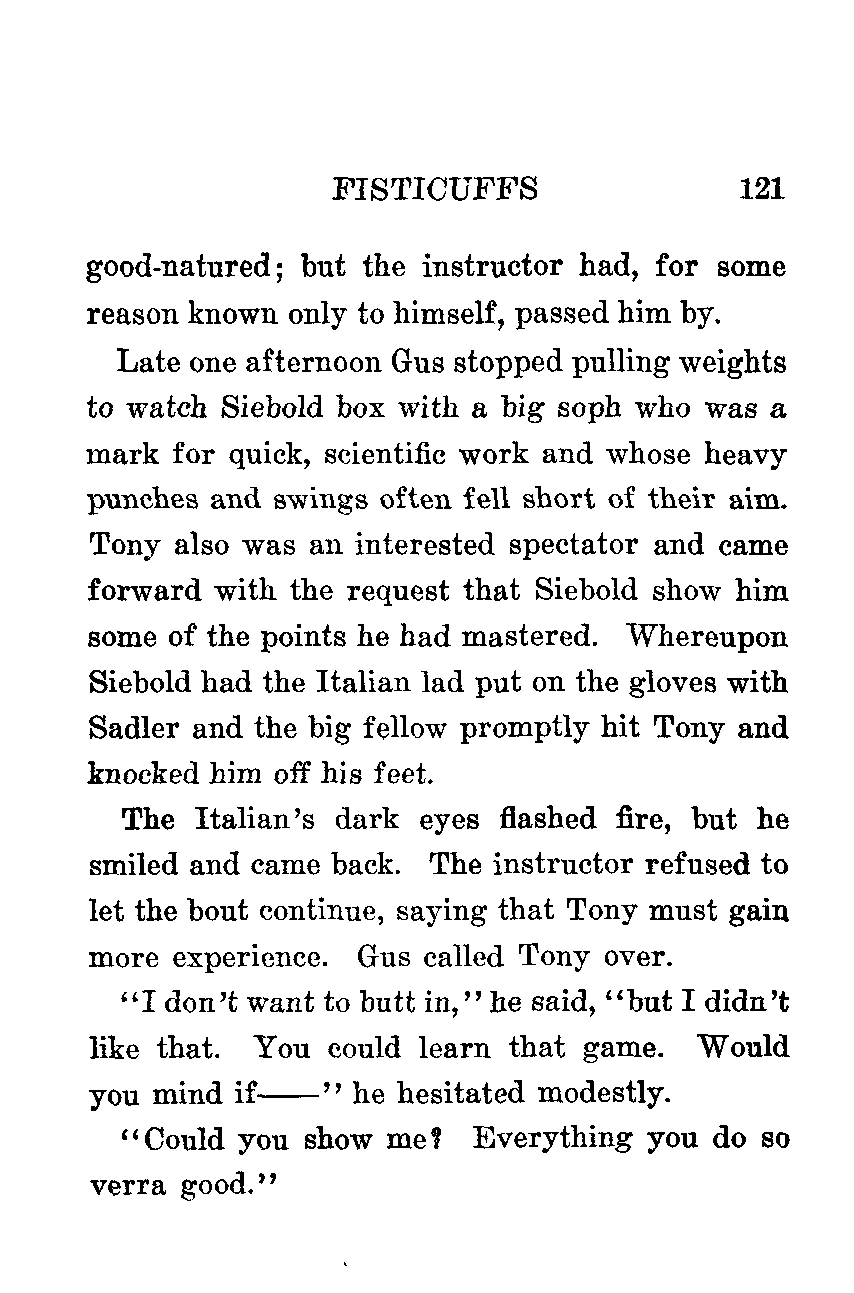 FISTICUFFS 121
good-natured; but the instructor had, for some
reason known only to himself, passed him by.
Late one afternoon Gus stopped pulling weights
to watch Siebold box with a big soph who was a
mark for quick, scientific work and whose heavy
punches and swings often fell short of their aim.
Tony also was an interested spectator and came
forward with the request that Siebold show him
some of the points he had mastered. Whereupon
Siebold had the Italian lad put on the gloves with
Sadler and the big fellow promptly hit Tony and
knocked him off his feet.
The Italian's dark eyes flashed fire, but he
smiled and came back. The instructor refused to
let the bout continue, saying that Tony must gain
more experience. Gus called Tony over.
"I don't want to butt in," he said, "but I didn't
like that. You could learn that game. Would
you mind if——" he hesitated modestly.
"Could you show me? Everything you do so
verra good."